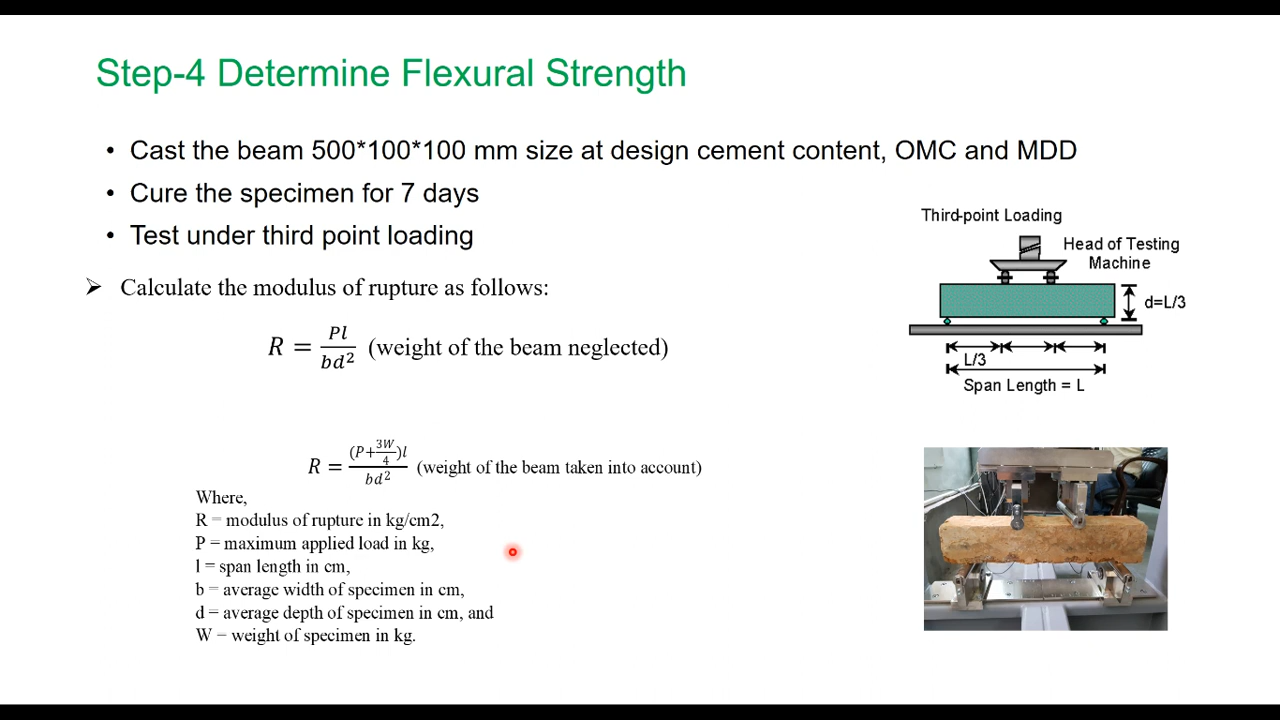 Step-4 Determine Flexural Strength
• Cast the beam 500*100*100 mm size at design cement content, OMC and MDD
• Cure the specimen for 7 days
• Test under third point loading
➢ Calculate the modulus of rupture as follows:
R = Pl/bd² (weight of the beam neglected)
R = (P+3W/4)l/bd² (weight of the beam taken into account)
Where,
R = modulus of rupture in kg/cm2,
P = maximum applied load in kg,
l = span length in cm,
b = average width of specimen in cm,
d = average depth of specimen in cm, and
W = weight of specimen in kg.
Third-point Loading
Head of Testing
Machine
d=L/3
L/3
Span Length = L